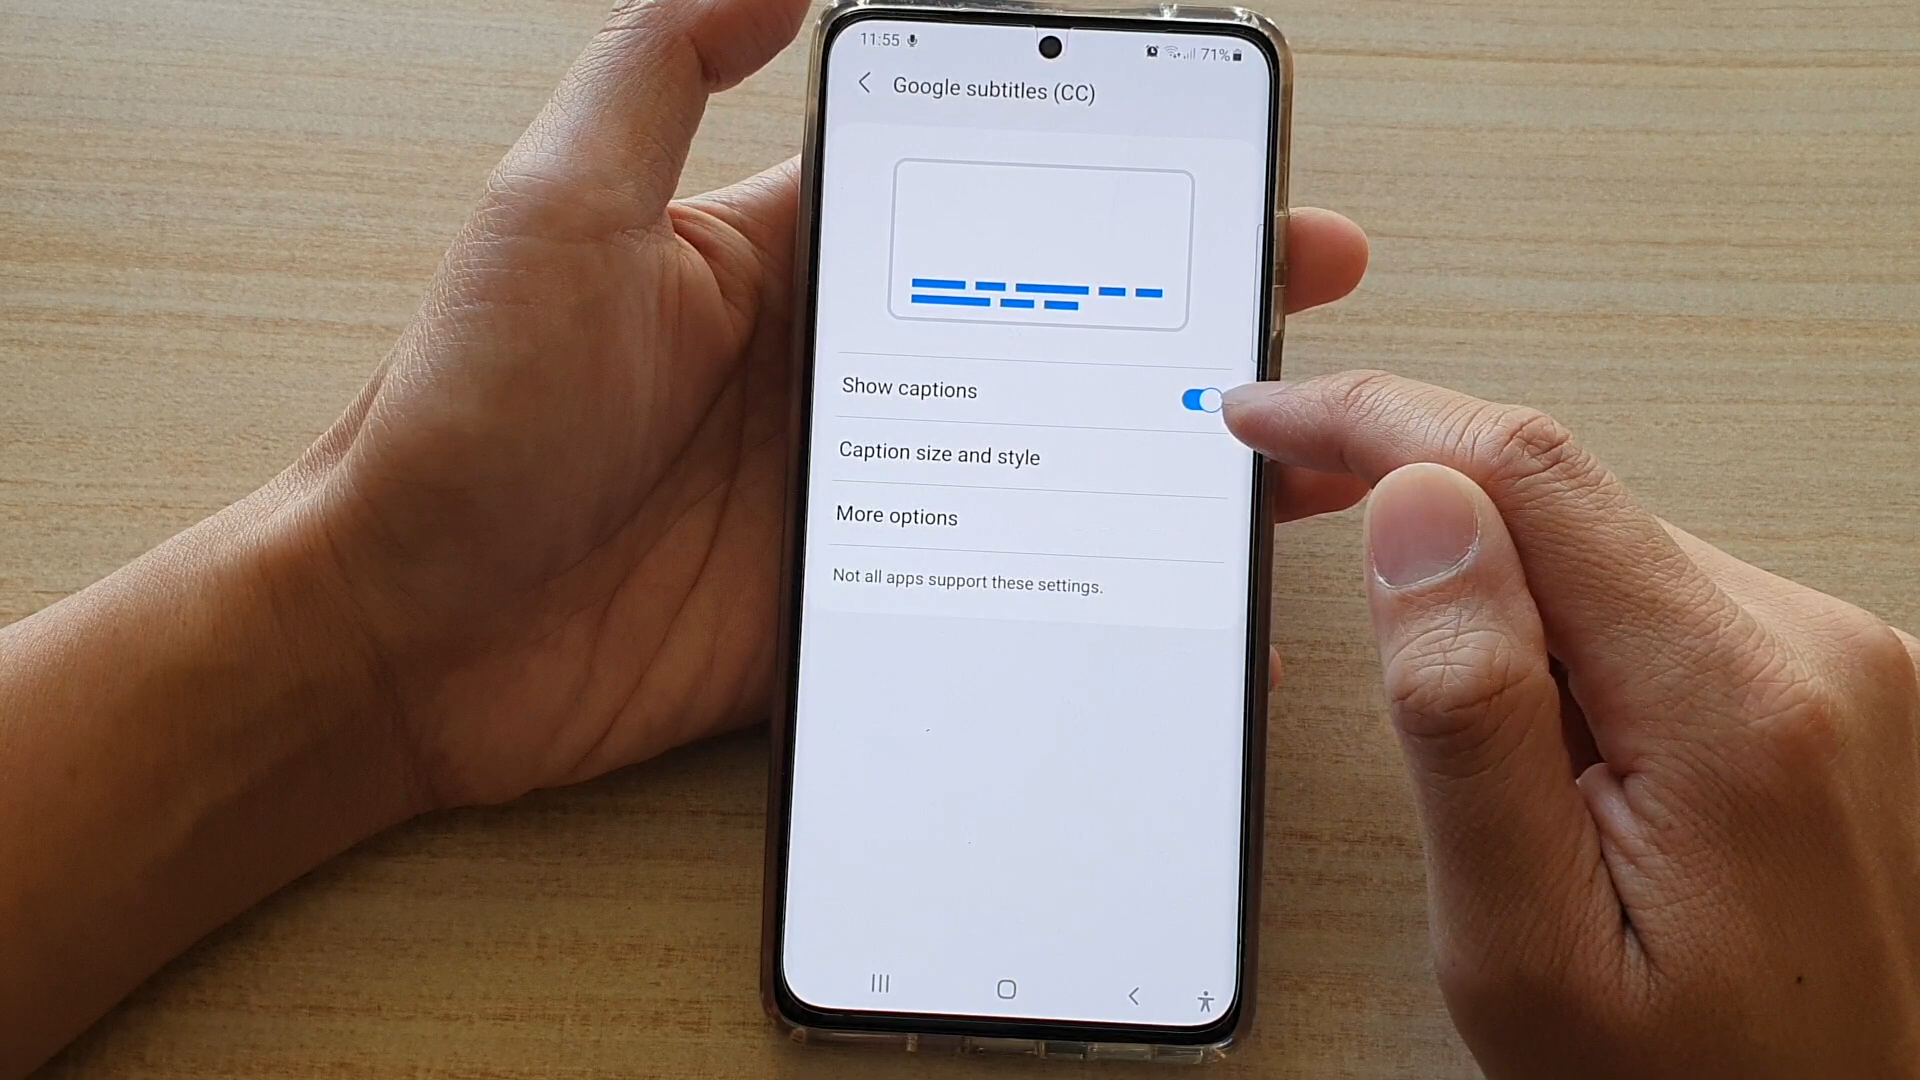 11:55 71%
Google subtitles (CC)
Show captions
Caption size and style
More options
Not all apps support these settings.